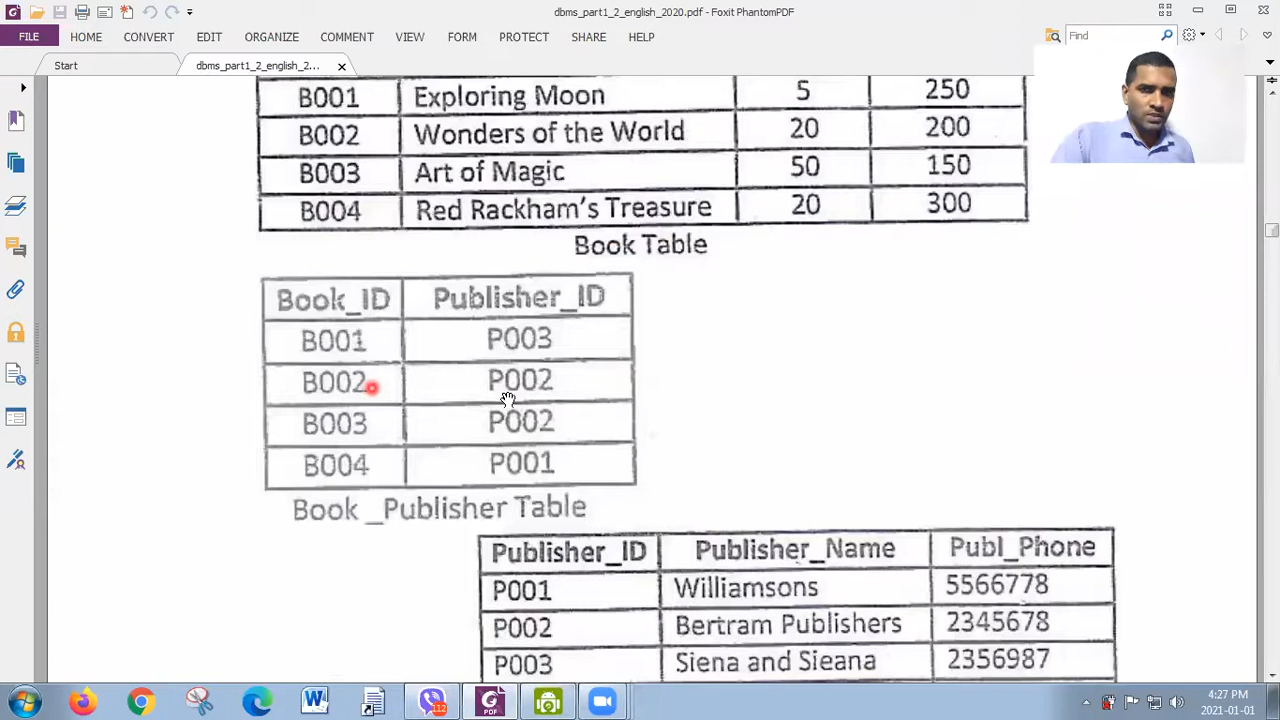 dbms_part1_2_english_2020.pdf - Foxit PhantomPDF
FILE HOME CONVERT EDIT ORGANIZE COMMENT VIEW FORM PROTECT SHARE HELP
Find
Start dbms_part1_2_english_2...
B001 Exploring Moon 5 250
B002 Wonders of the World 20 200
B003 Art of Magic 50 150
B004 Red Rackham's Treasure 20 300
Book Table
Book_ID Publisher_ID
B001 P003
B002 P002
B003 P002
B004 P001
Book _Publisher Table
Publisher_ID Publisher_Name Publ_Phone
P001 Williamsons 5566778
P002 Bertram Publishers 2345678
P003 Siena and Sieana 2356987
112
PDF
4:27 PM
2021-01-01